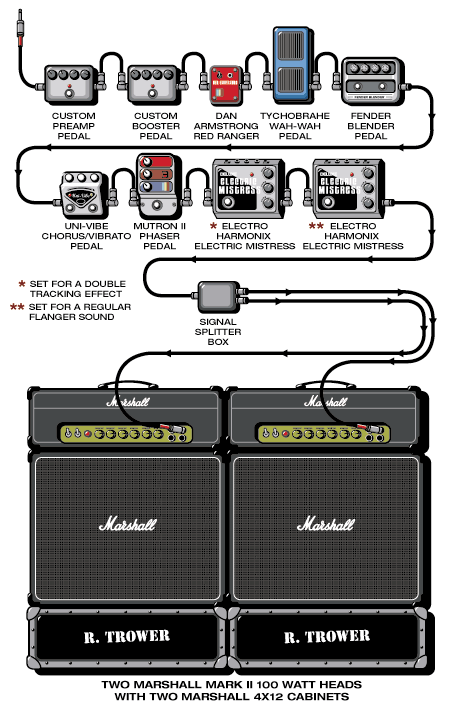 CUSTOM
PREAMP
PEDAL
CUSTOM
BOOSTER
PEDAL
DAN
ARMSTRONG
RED RANGER
TYCHOBRAHE
WAH-WAH
PEDAL
FENDER BLENDER
FENDER
BLENDER
PEDAL
UNI-VIBE
CHORUS/VIBRATO
PEDAL
MUTRON II
PHASER
PEDAL
ELECTRIC
MISTRESS
* ELECTRO
HARMONIX
ELECTRIC MISTRESS
ELECTRIC
MISTRESS
** ELECTRO
HARMONIX
ELECTRIC MISTRESS
* SET FOR A DOUBLE
TRACKING EFFECT
** SET FOR A REGULAR
FLANGER SOUND
SIGNAL
SPLITTER
BOX
Marshall
Marshall
Marshall
Marshall
R. TROWER
R. TROWER
TWO MARSHALL MARK II 100 WATT HEADS
WITH TWO MARSHALL 4X12 CABINETS